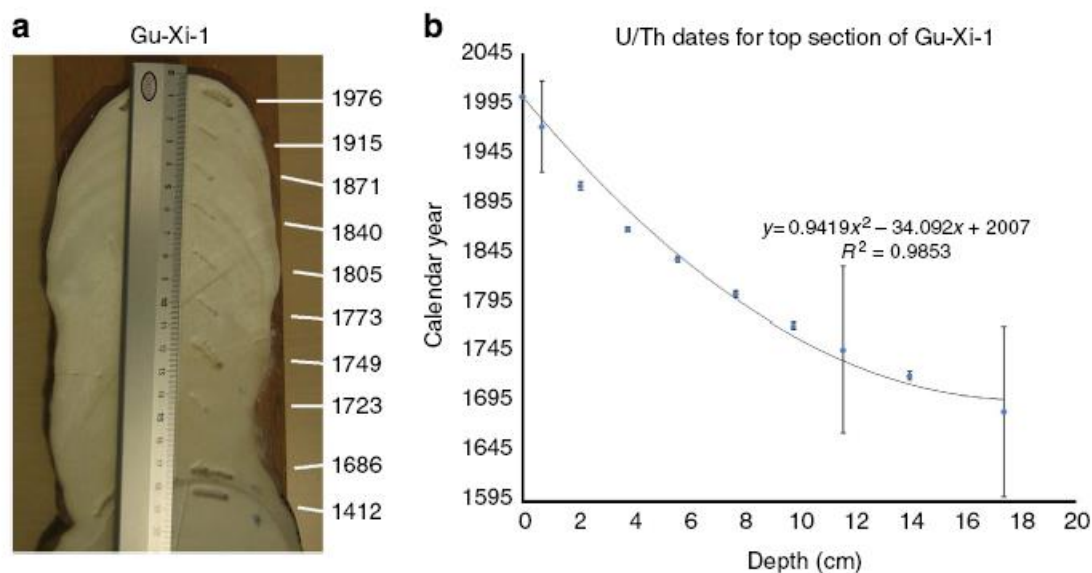 a
Gu-Xi-1
1976
1915
1871
1840
1805
1773
1749
1723
1686
1412
b
U/Th dates for top section of Gu-Xi-1
2045
1995
1945
1895
1845
1795
1745
1695
1645
1595
Calendar year
y=0.9419x² – 34.092x + 2007
R² = 0.9853
0 2 4 6 8 10 12 14 16 18 20
Depth (cm)